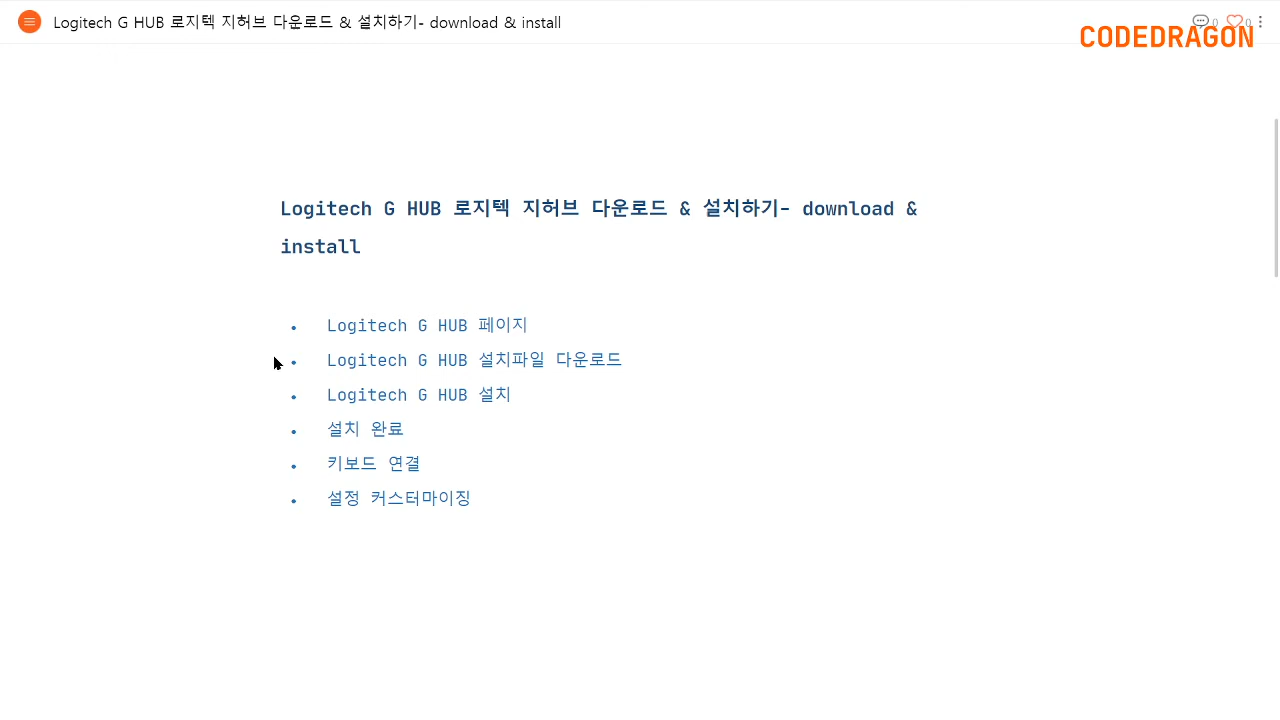 Logitech G HUB 로지텍 지허브 다운로드 & 설치하기- download & install
0
0
CODEDRAGON
Logitech G HUB 로지텍 지허브 다운로드 & 설치하기- download &
install
• Logitech G HUB 페이지
• Logitech G HUB 설치파일 다운로드
• Logitech G HUB 설치
• 설치 완료
• 키보드 연결
• 설정 커스터마이징